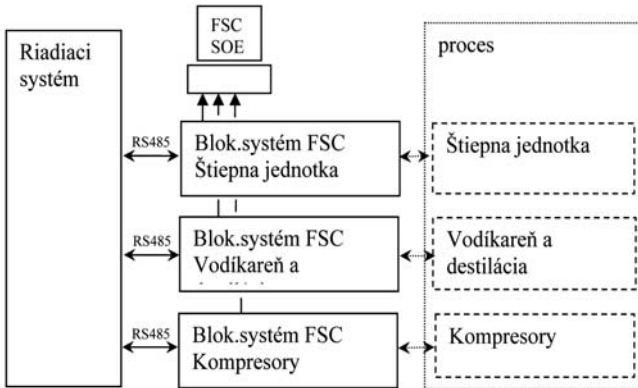 FSC
SOE
Riadiaci
systém
proces
RS485
Blok.systém FSC
Štiepna jednotka
Štiepna jednotka
RS485
Blok.systém FSC
Vodíkareň a
Vodíkareň a
destilácia
RS485
Blok.systém FSC
Kompresory
Kompresory